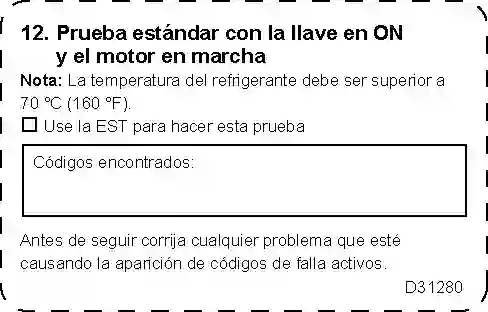 12. Prueba estándar con la llave en ON
y el motor en marcha
Nota: La temperatura del refrigerante debe ser superior a
70 ºC (160 ºF).
Use la EST para hacer esta prueba
Códigos encontrados:
Antes de seguir corrija cualquier problema que esté
causando la aparición de códigos de falla activos.
D31280